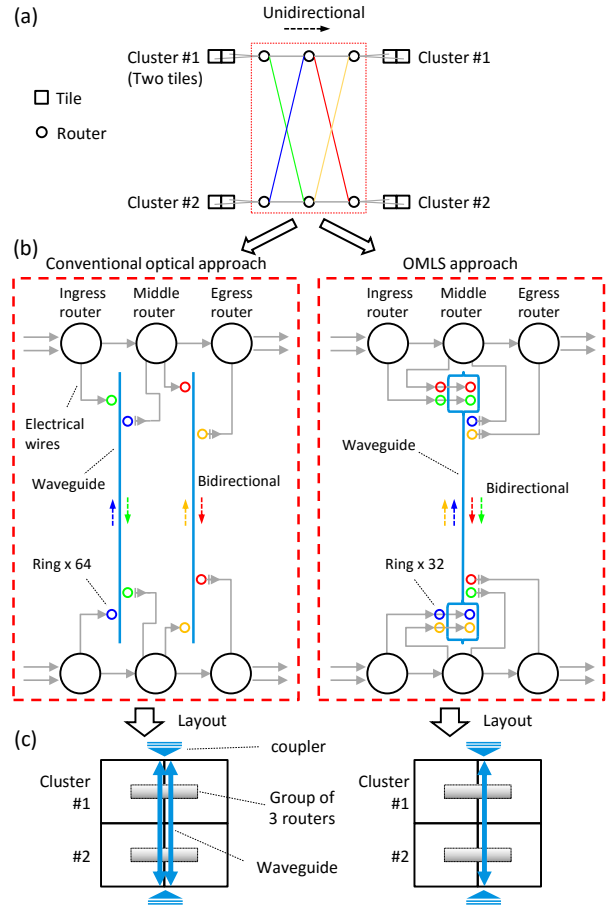 (a)
Unidirectional
Cluster #1
(Two tiles)
Cluster #1
Tile
Router
Cluster #2
Cluster #2
(b)
Conventional optical approach
OMLS approach
Ingress
router
Middle
router
Egress
router
Ingress
router
Middle
router
Egress
router
Electrical
wires
Waveguide
Bidirectional
Ring x 64
Waveguide
Bidirectional
Ring x 32
Layout
Layout
(c)
coupler
Cluster
#1
Group of
3 routers
#2
Waveguide
Cluster
#1
#2